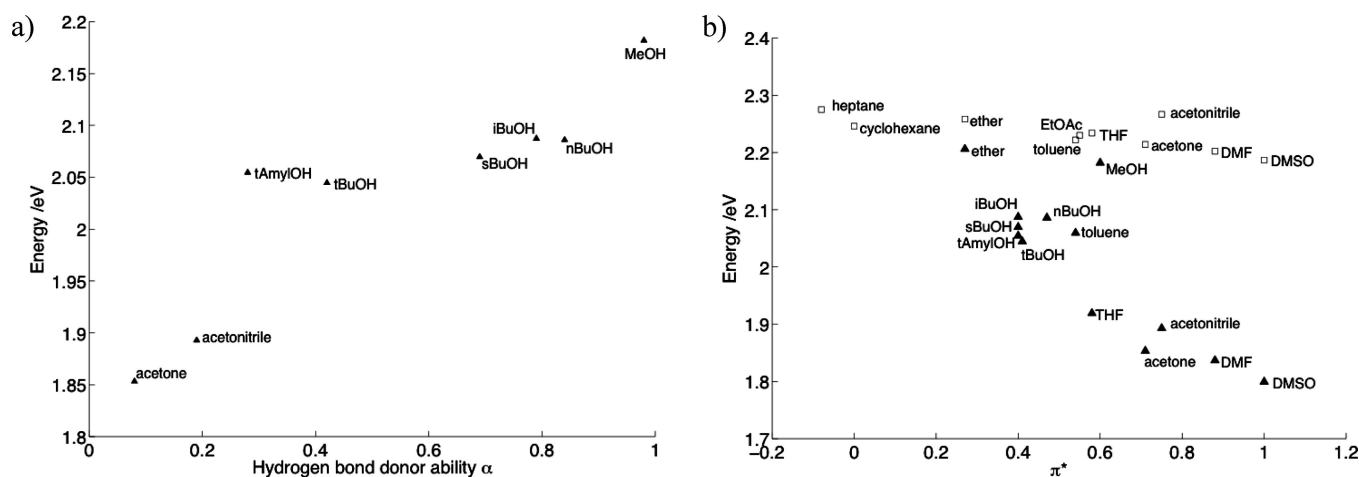 a)
2.2
2.15
2.1
2.05
2
1.95
1.9
1.85
1.8
Energy /eV
MeOH
iBuOH
nBuOH
sBuOH
tAmylOH
tBuOH
acetonitrile
acetone
0 0.2 0.4 0.6 0.8 1
Hydrogen bond donor ability α
b)
2.4
2.3
2.2
2.1
2
1.9
1.8
1.7
Energy /eV
heptane
cyclohexane
ether
EtOAc
THF
acetonitrile
toluene
acetone
DMF
DMSO
ether
MeOH
iBuOH
nBuOH
sBuOH
toluene
tAmylOH
tBuOH
THF
acetonitrile
acetone
DMF
DMSO
−0.2 0 0.2 0.4 0.6 0.8 1 1.2
π*